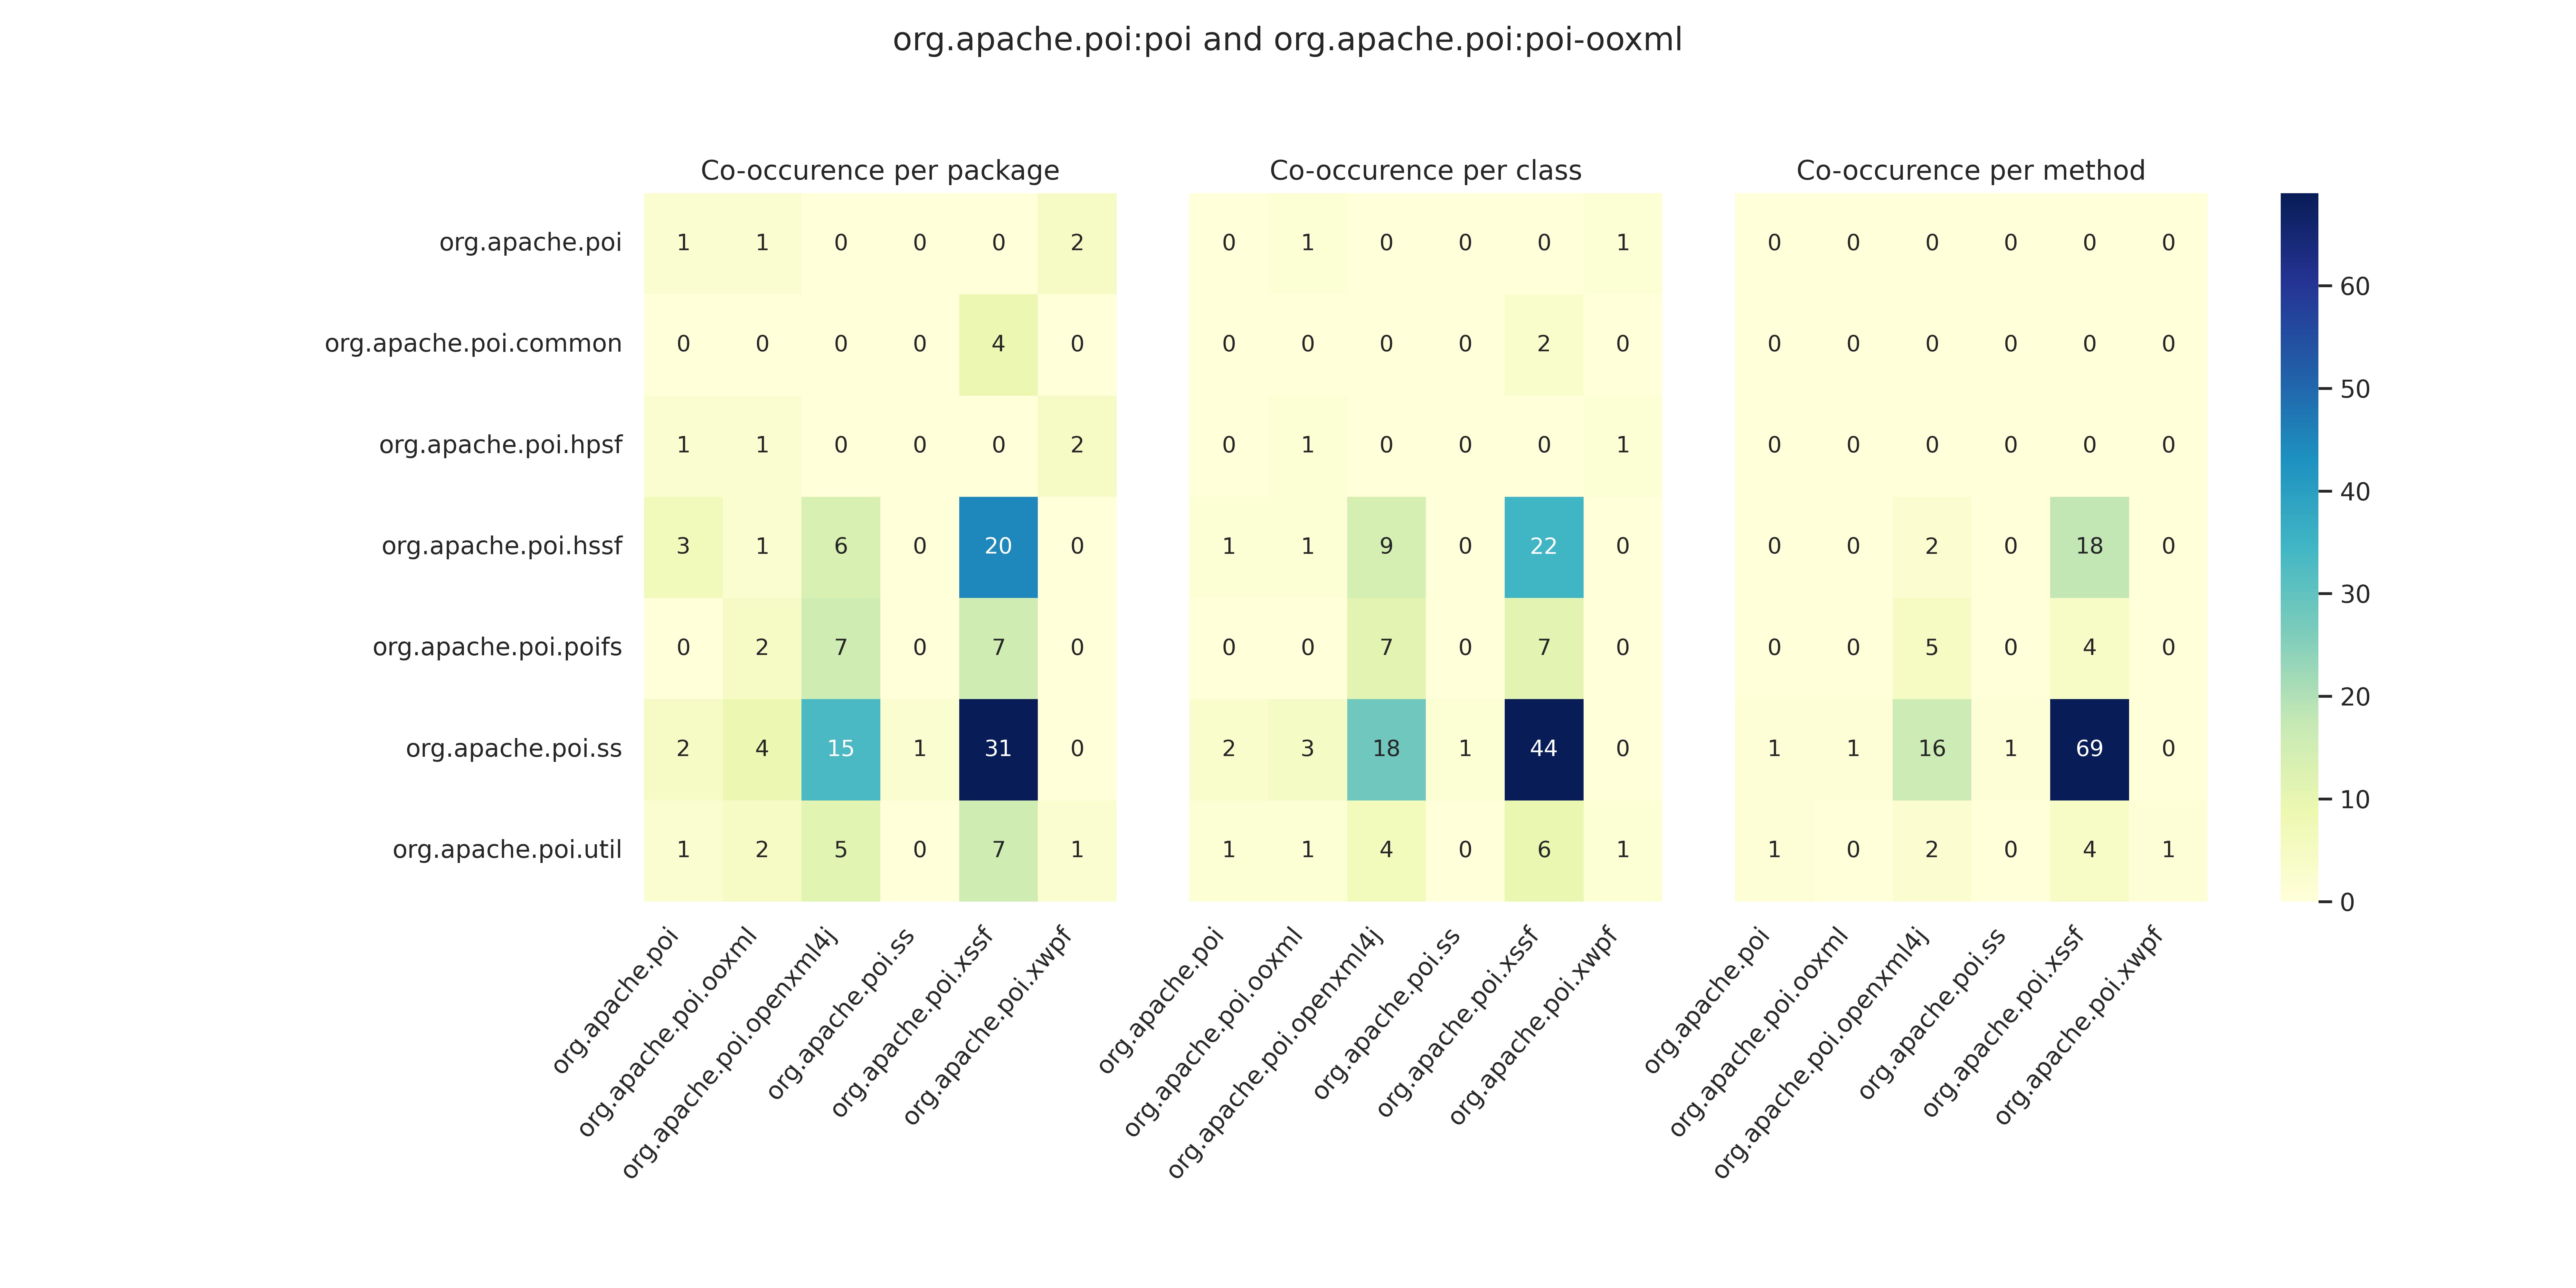 org.apache.poi:poi and org.apache.poi:poi-ooxml
Co-occurence per package Co-occurence per class Co-occurence per method
org.apache.poi 1 1 0 0 0 2 0 1 0 0 0 1 0 0 0 0 0 0
org.apache.poi.common 0 0 0 0 4 0 0 0 0 0 2 0 0 0 0 0 0 0
org.apache.poi.hpsf 1 1 0 0 0 2 0 1 0 0 0 1 0 0 0 0 0 0
org.apache.poi.hssf 3 1 6 0 20 0 1 1 9 0 22 0 0 0 2 0 18 0
org.apache.poi.poifs 0 2 7 0 7 0 0 0 7 0 7 0 0 0 5 0 4 0
org.apache.poi.ss 2 4 15 1 31 0 2 3 18 1 44 0 1 1 16 1 69 0
org.apache.poi.util 1 2 5 0 7 1 1 1 4 0 6 1 1 0 2 0 4 1
org.apache.poi
org.apache.poi.ooxml
org.apache.poi.openxml4j
org.apache.poi.ss
org.apache.poi.xssf
org.apache.poi.xwpf
org.apache.poi
org.apache.poi.ooxml
org.apache.poi.openxml4j
org.apache.poi.ss
org.apache.poi.xssf
org.apache.poi.xwpf
org.apache.poi
org.apache.poi.ooxml
org.apache.poi.openxml4j
org.apache.poi.ss
org.apache.poi.xssf
org.apache.poi.xwpf
60
50
40
30
20
10
0